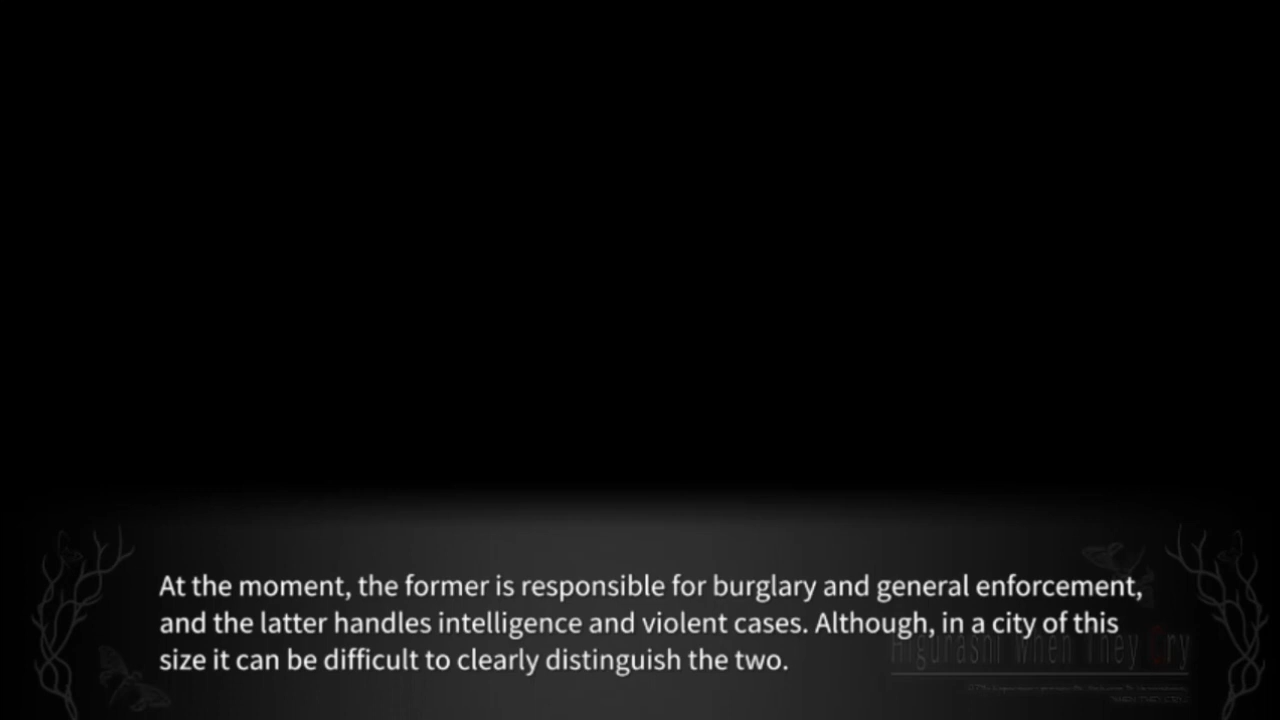 At the moment, the former is responsible for burglary and general enforcement,
and the latter handles intelligence and violent cases. Although, in a city of this
size it can be difficult to clearly distinguish the two.
Higurashi When They Cry